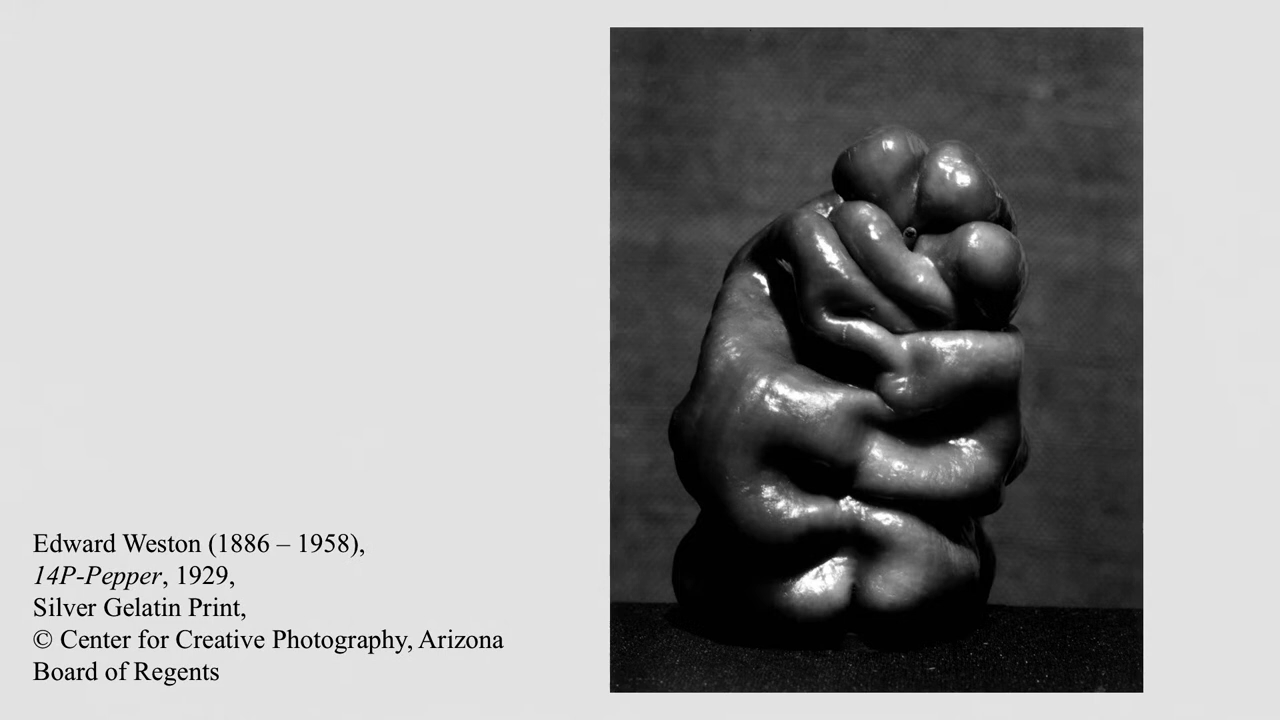 Edward Weston (1886 – 1958),
14P-Pepper, 1929,
Silver Gelatin Print,
© Center for Creative Photography, Arizona
Board of Regents